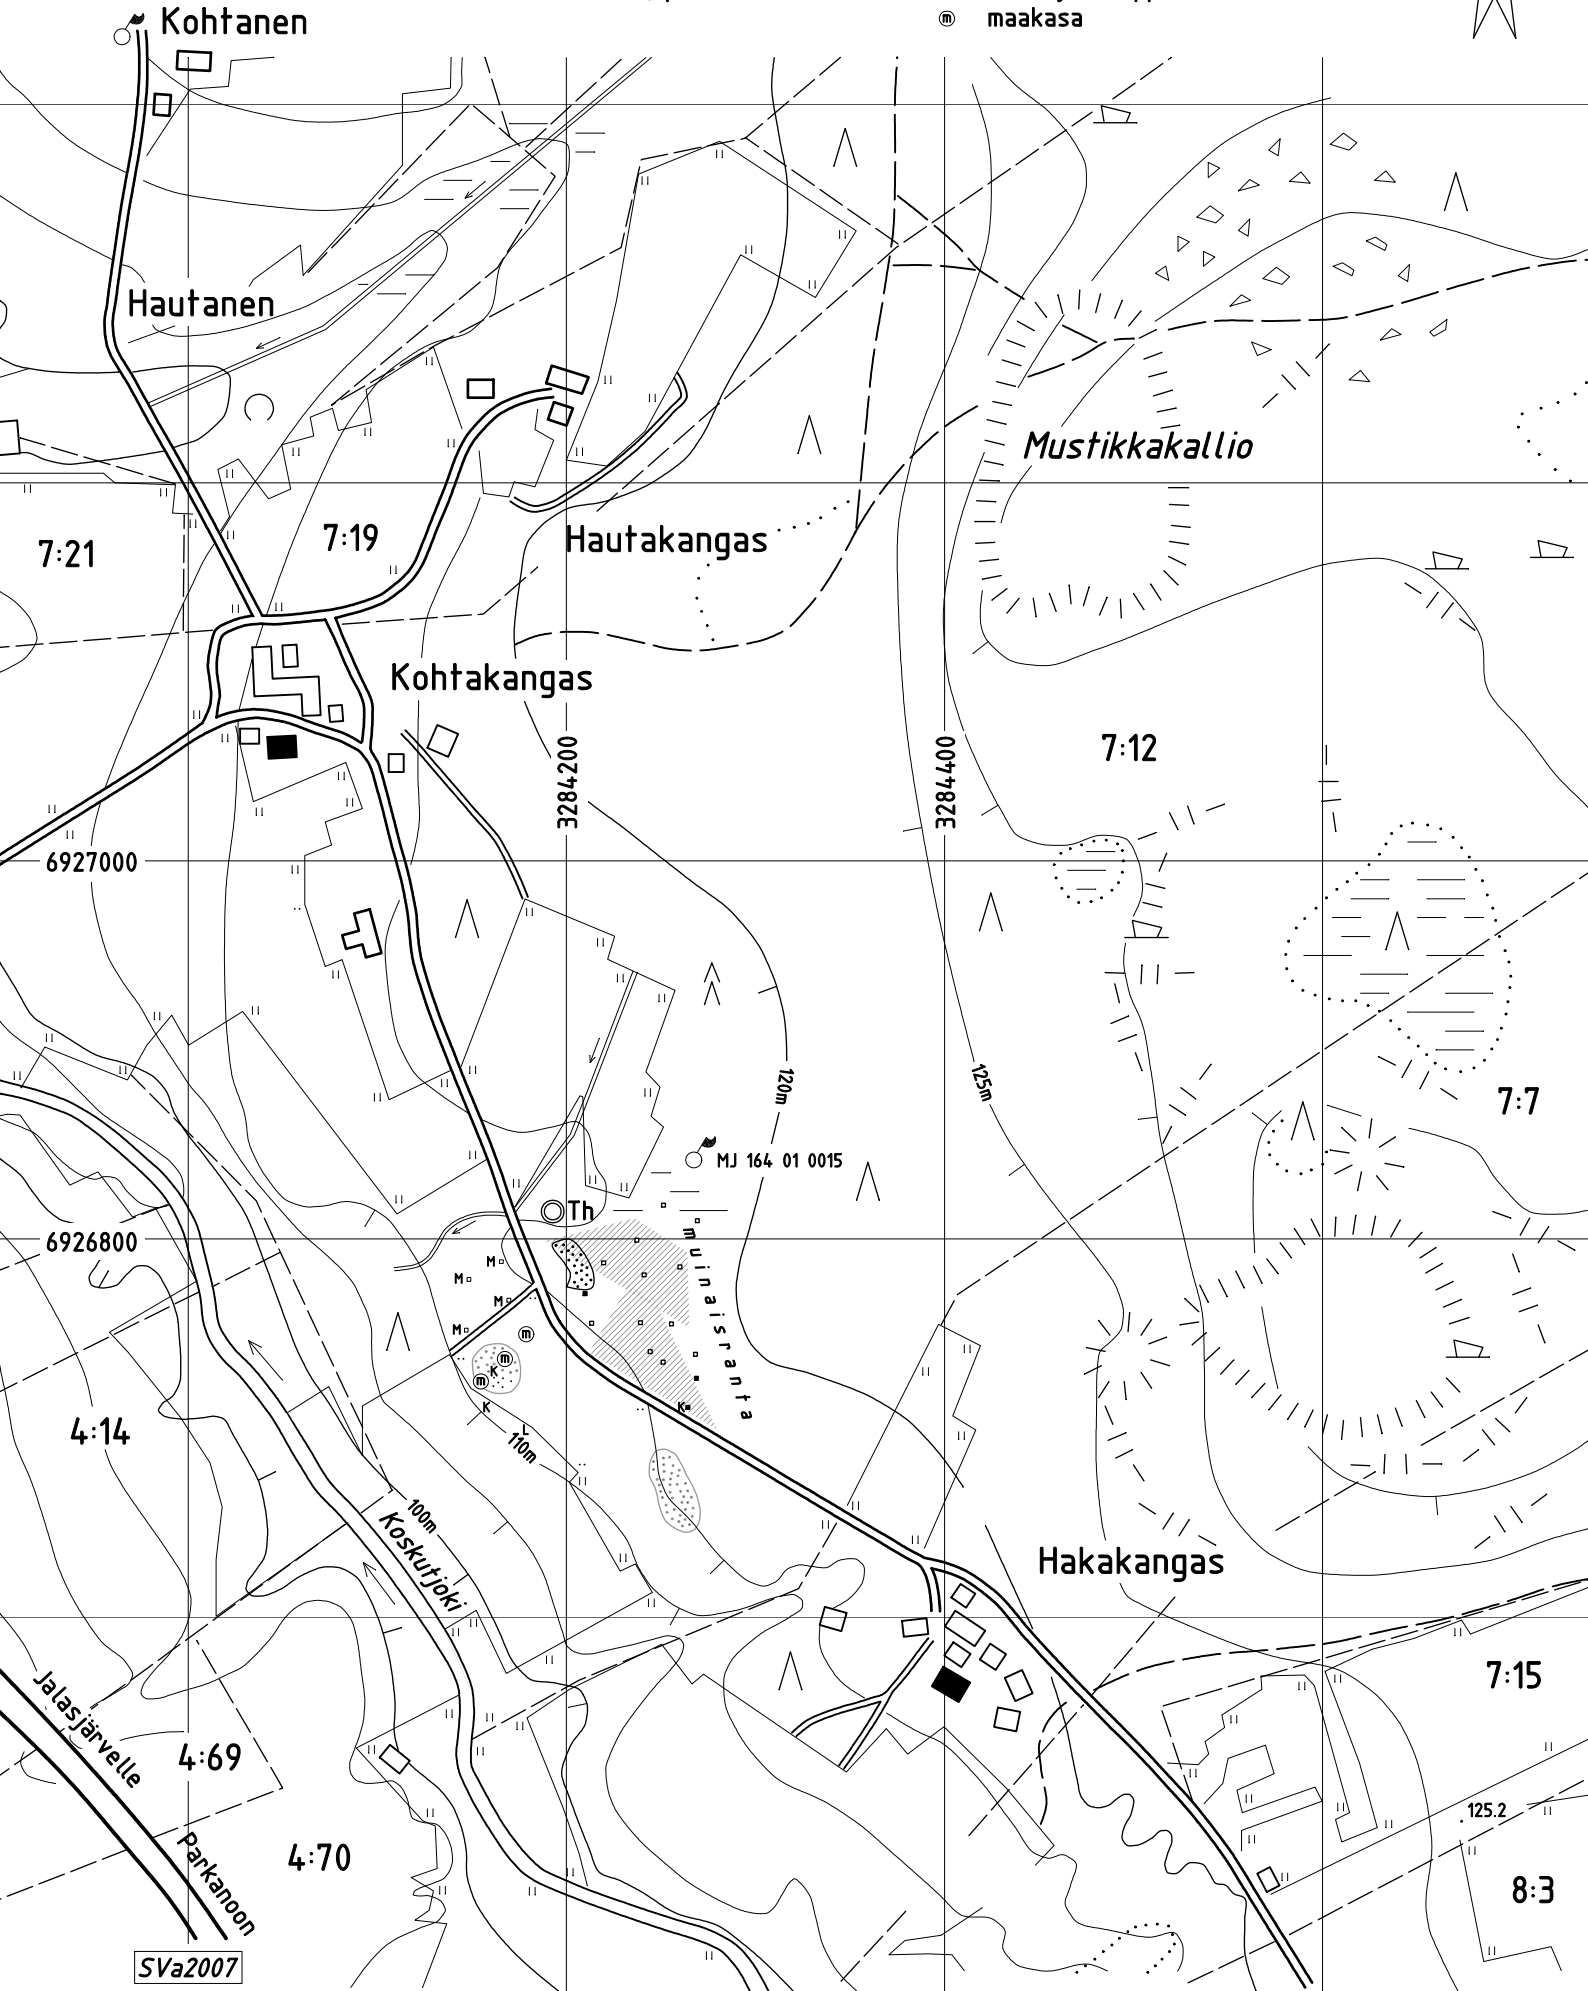 Kohtanen
m maakasa
Hautanen
Mustikkakallio
7:21
7:19
Hautakangas
Kohtakangas
3284200
3284400
7:12
6927000
120m
125m
7:7
MJ 164 01 0015
Th
6926800
muinaisranta
M
M
M
M
m
m
K
m
K
K
L
110m
4:14
100m
Koskutjoki
Hakakangas
7:15
Jalasjärvelle
4:69
125.2
4:70
Parkanoon
8:3
SVa2007